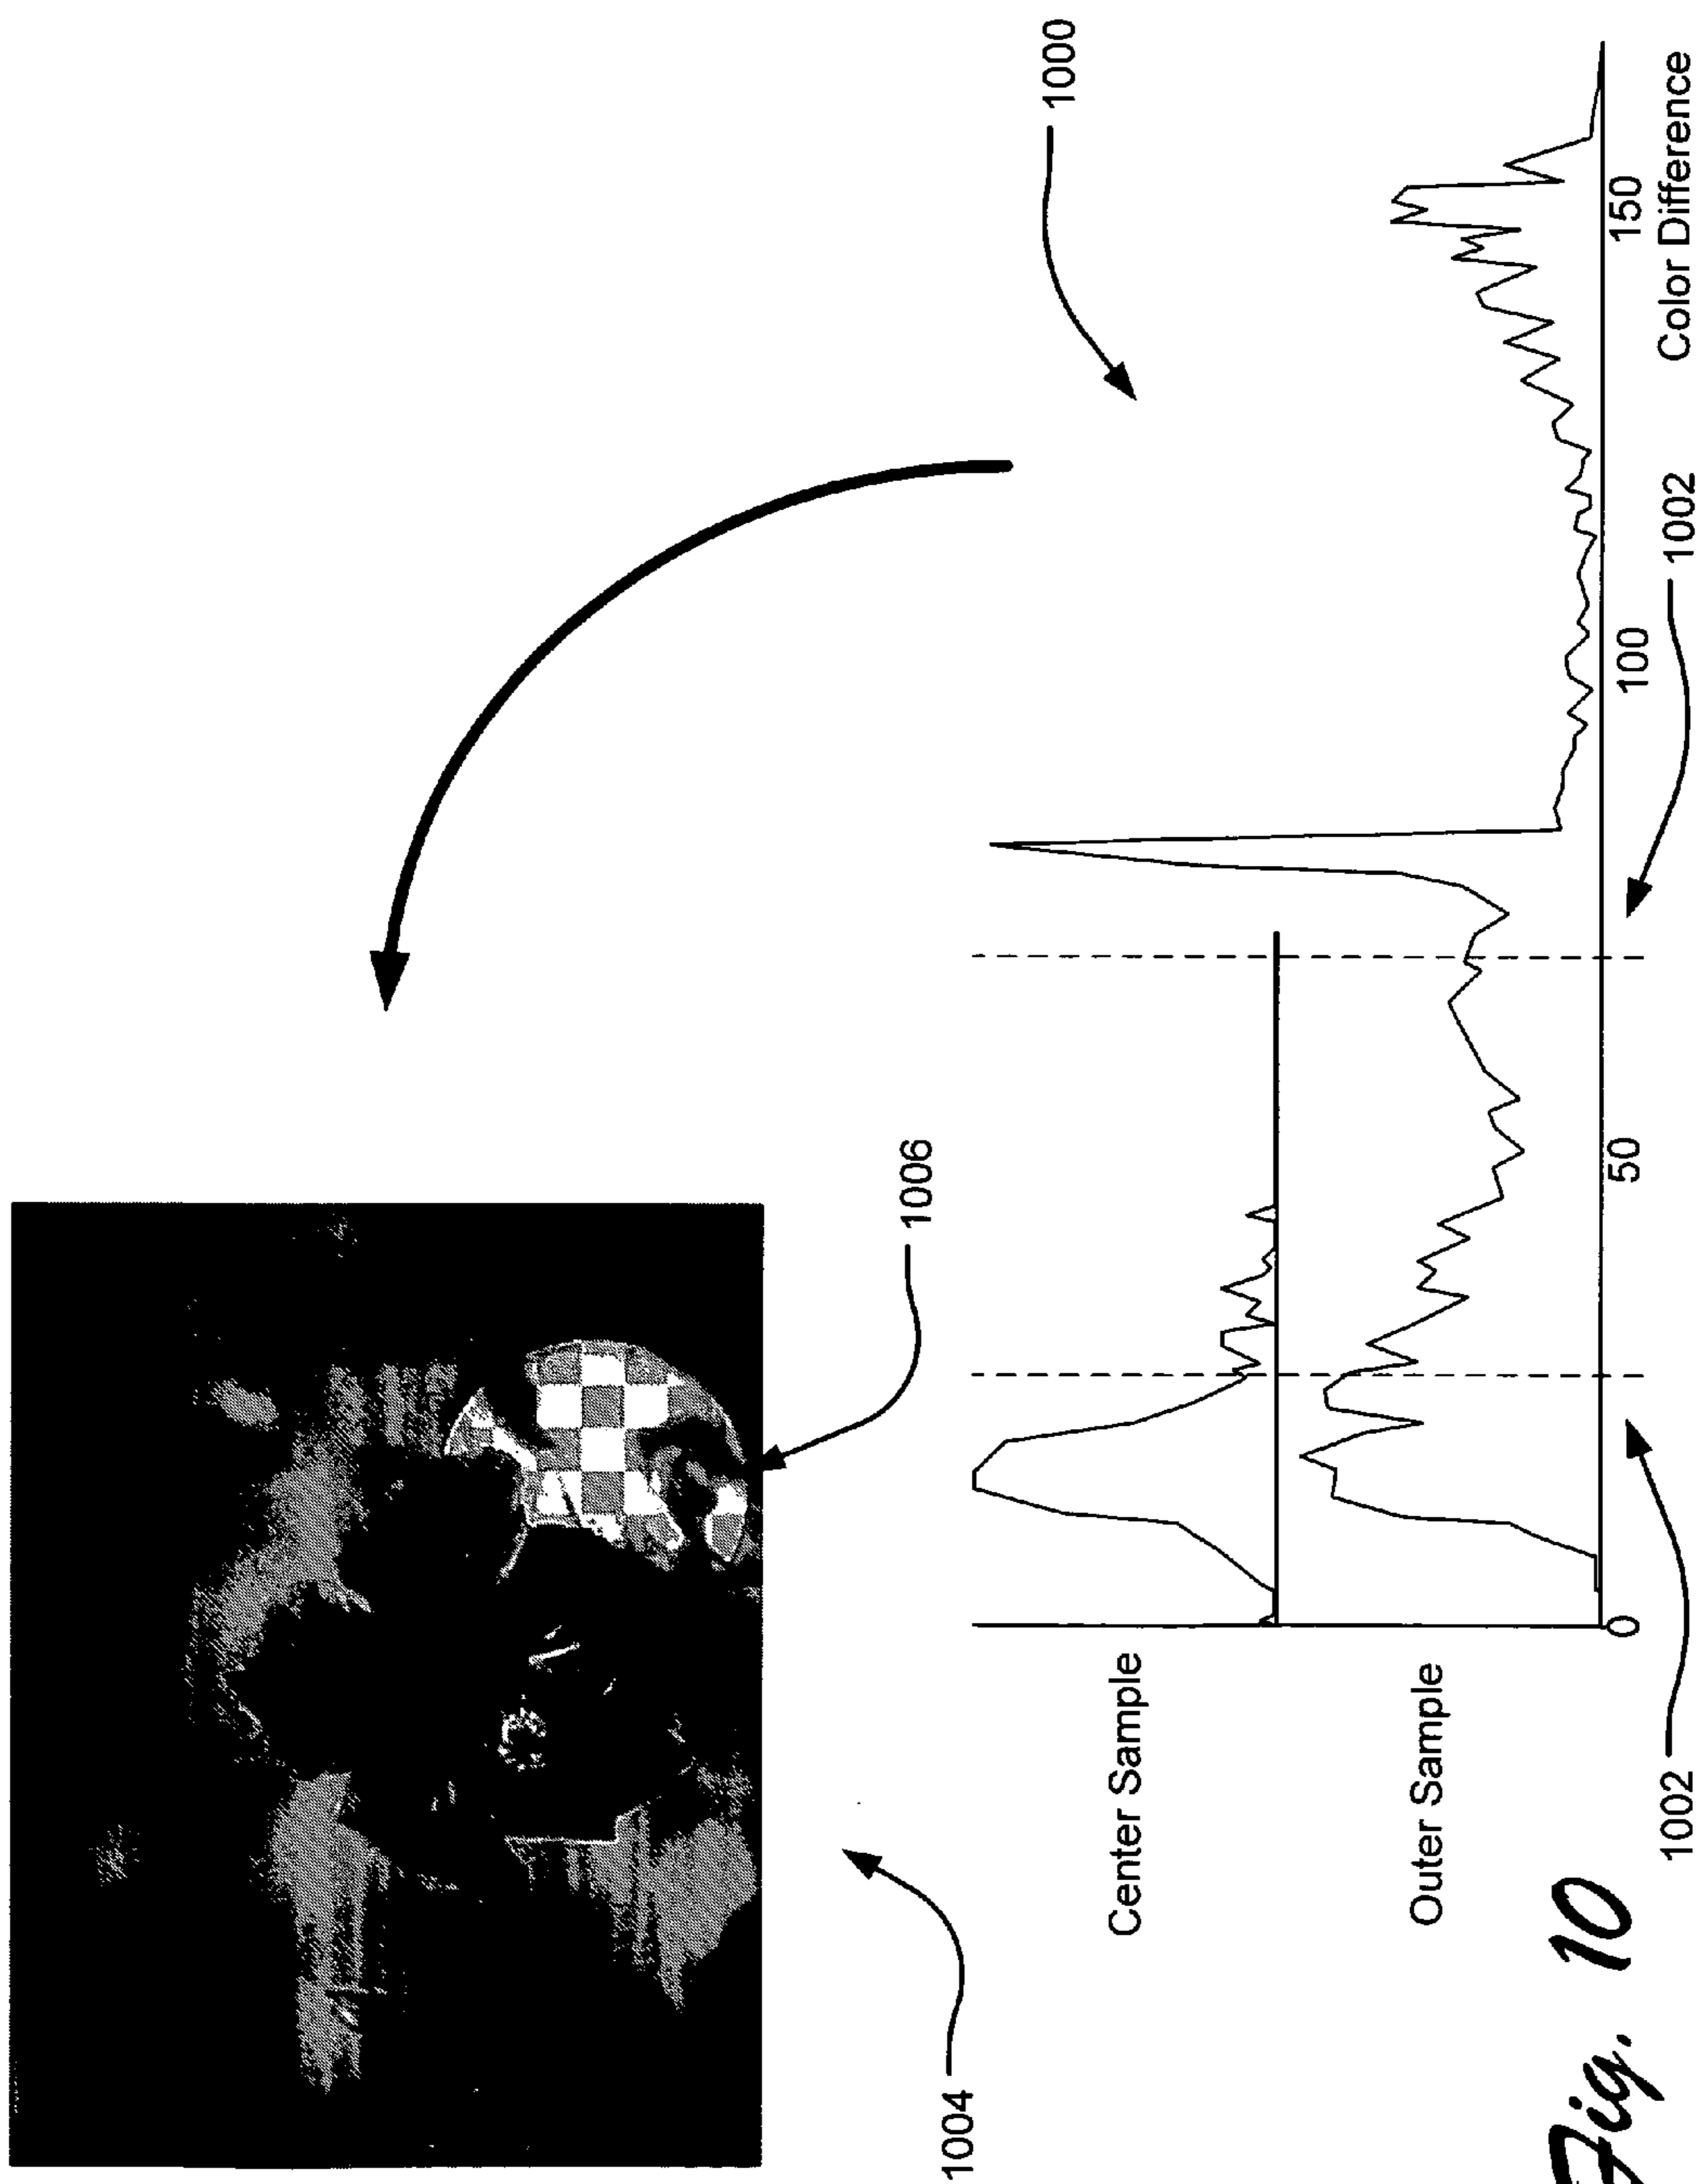 1006
1004
1000
Center Sample
Outer Sample
0
50
100
150
Color Difference
1002
1002
Fig. 10